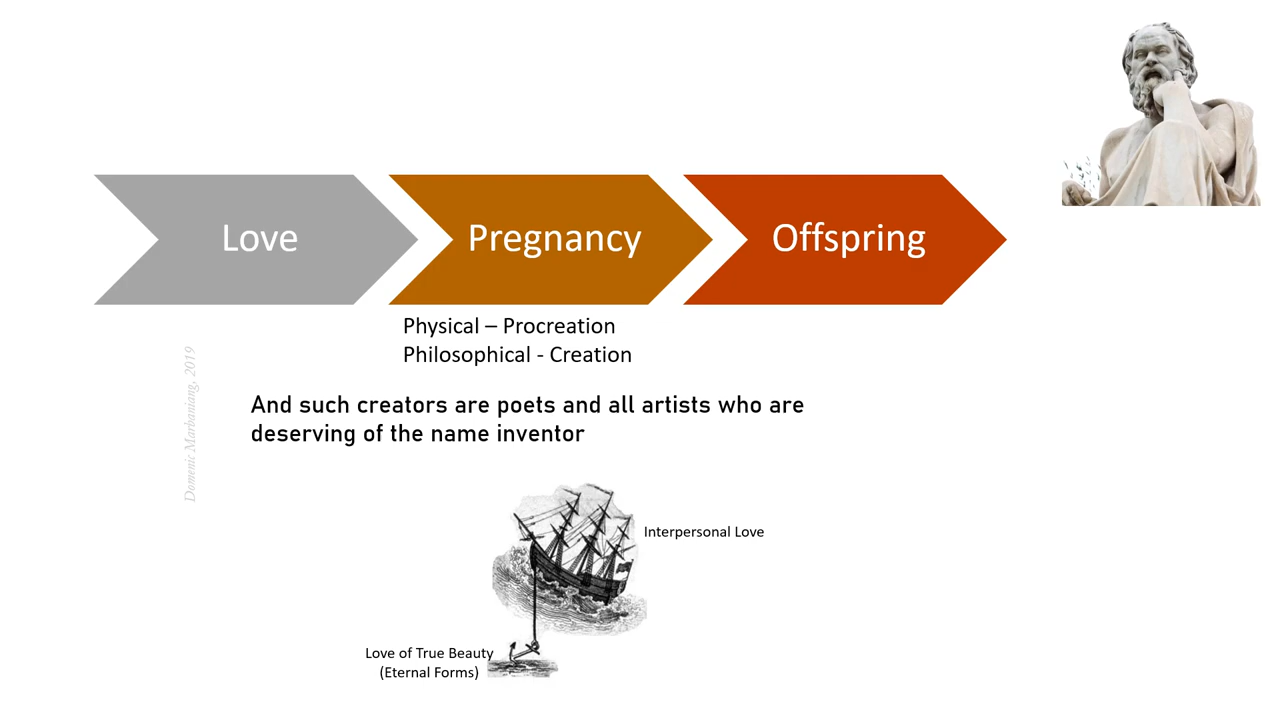 Love
Pregnancy
Offspring
Physical – Procreation
Philosophical - Creation
Domenic Marbaniang, 2019
And such creators are poets and all artists who are
deserving of the name inventor
Interpersonal Love
Love of True Beauty
(Eternal Forms)